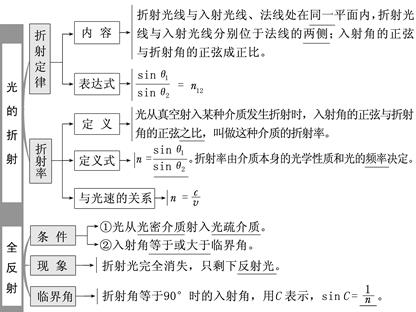 折射光线与入射光线、法线处在同一平面内,折射光
线与入射光线分别位于法线的两侧;入射角的正弦
与折射角的正弦成正比。
内 容
折射定律
表达式
sin θ₁/sin θ₂ = n₁₂
光的折射
光从真空射入某种介质发生折射时,入射角的正弦与折射
角的正弦之比,叫做这种介质的折射率。
定 义
折射率
定义式
n = sin θ₁/sin θ₂。折射率由介质本身的光学性质和光的频率决定。
与光速的关系
n = c/v
全反射
条 件
①光从光密介质射入光疏介质。
②入射角等于或大于临界角。
现 象
折射光完全消失,只剩下反射光。
临界角
折射角等于90°时的入射角,用C表示,sin C = 1/n。